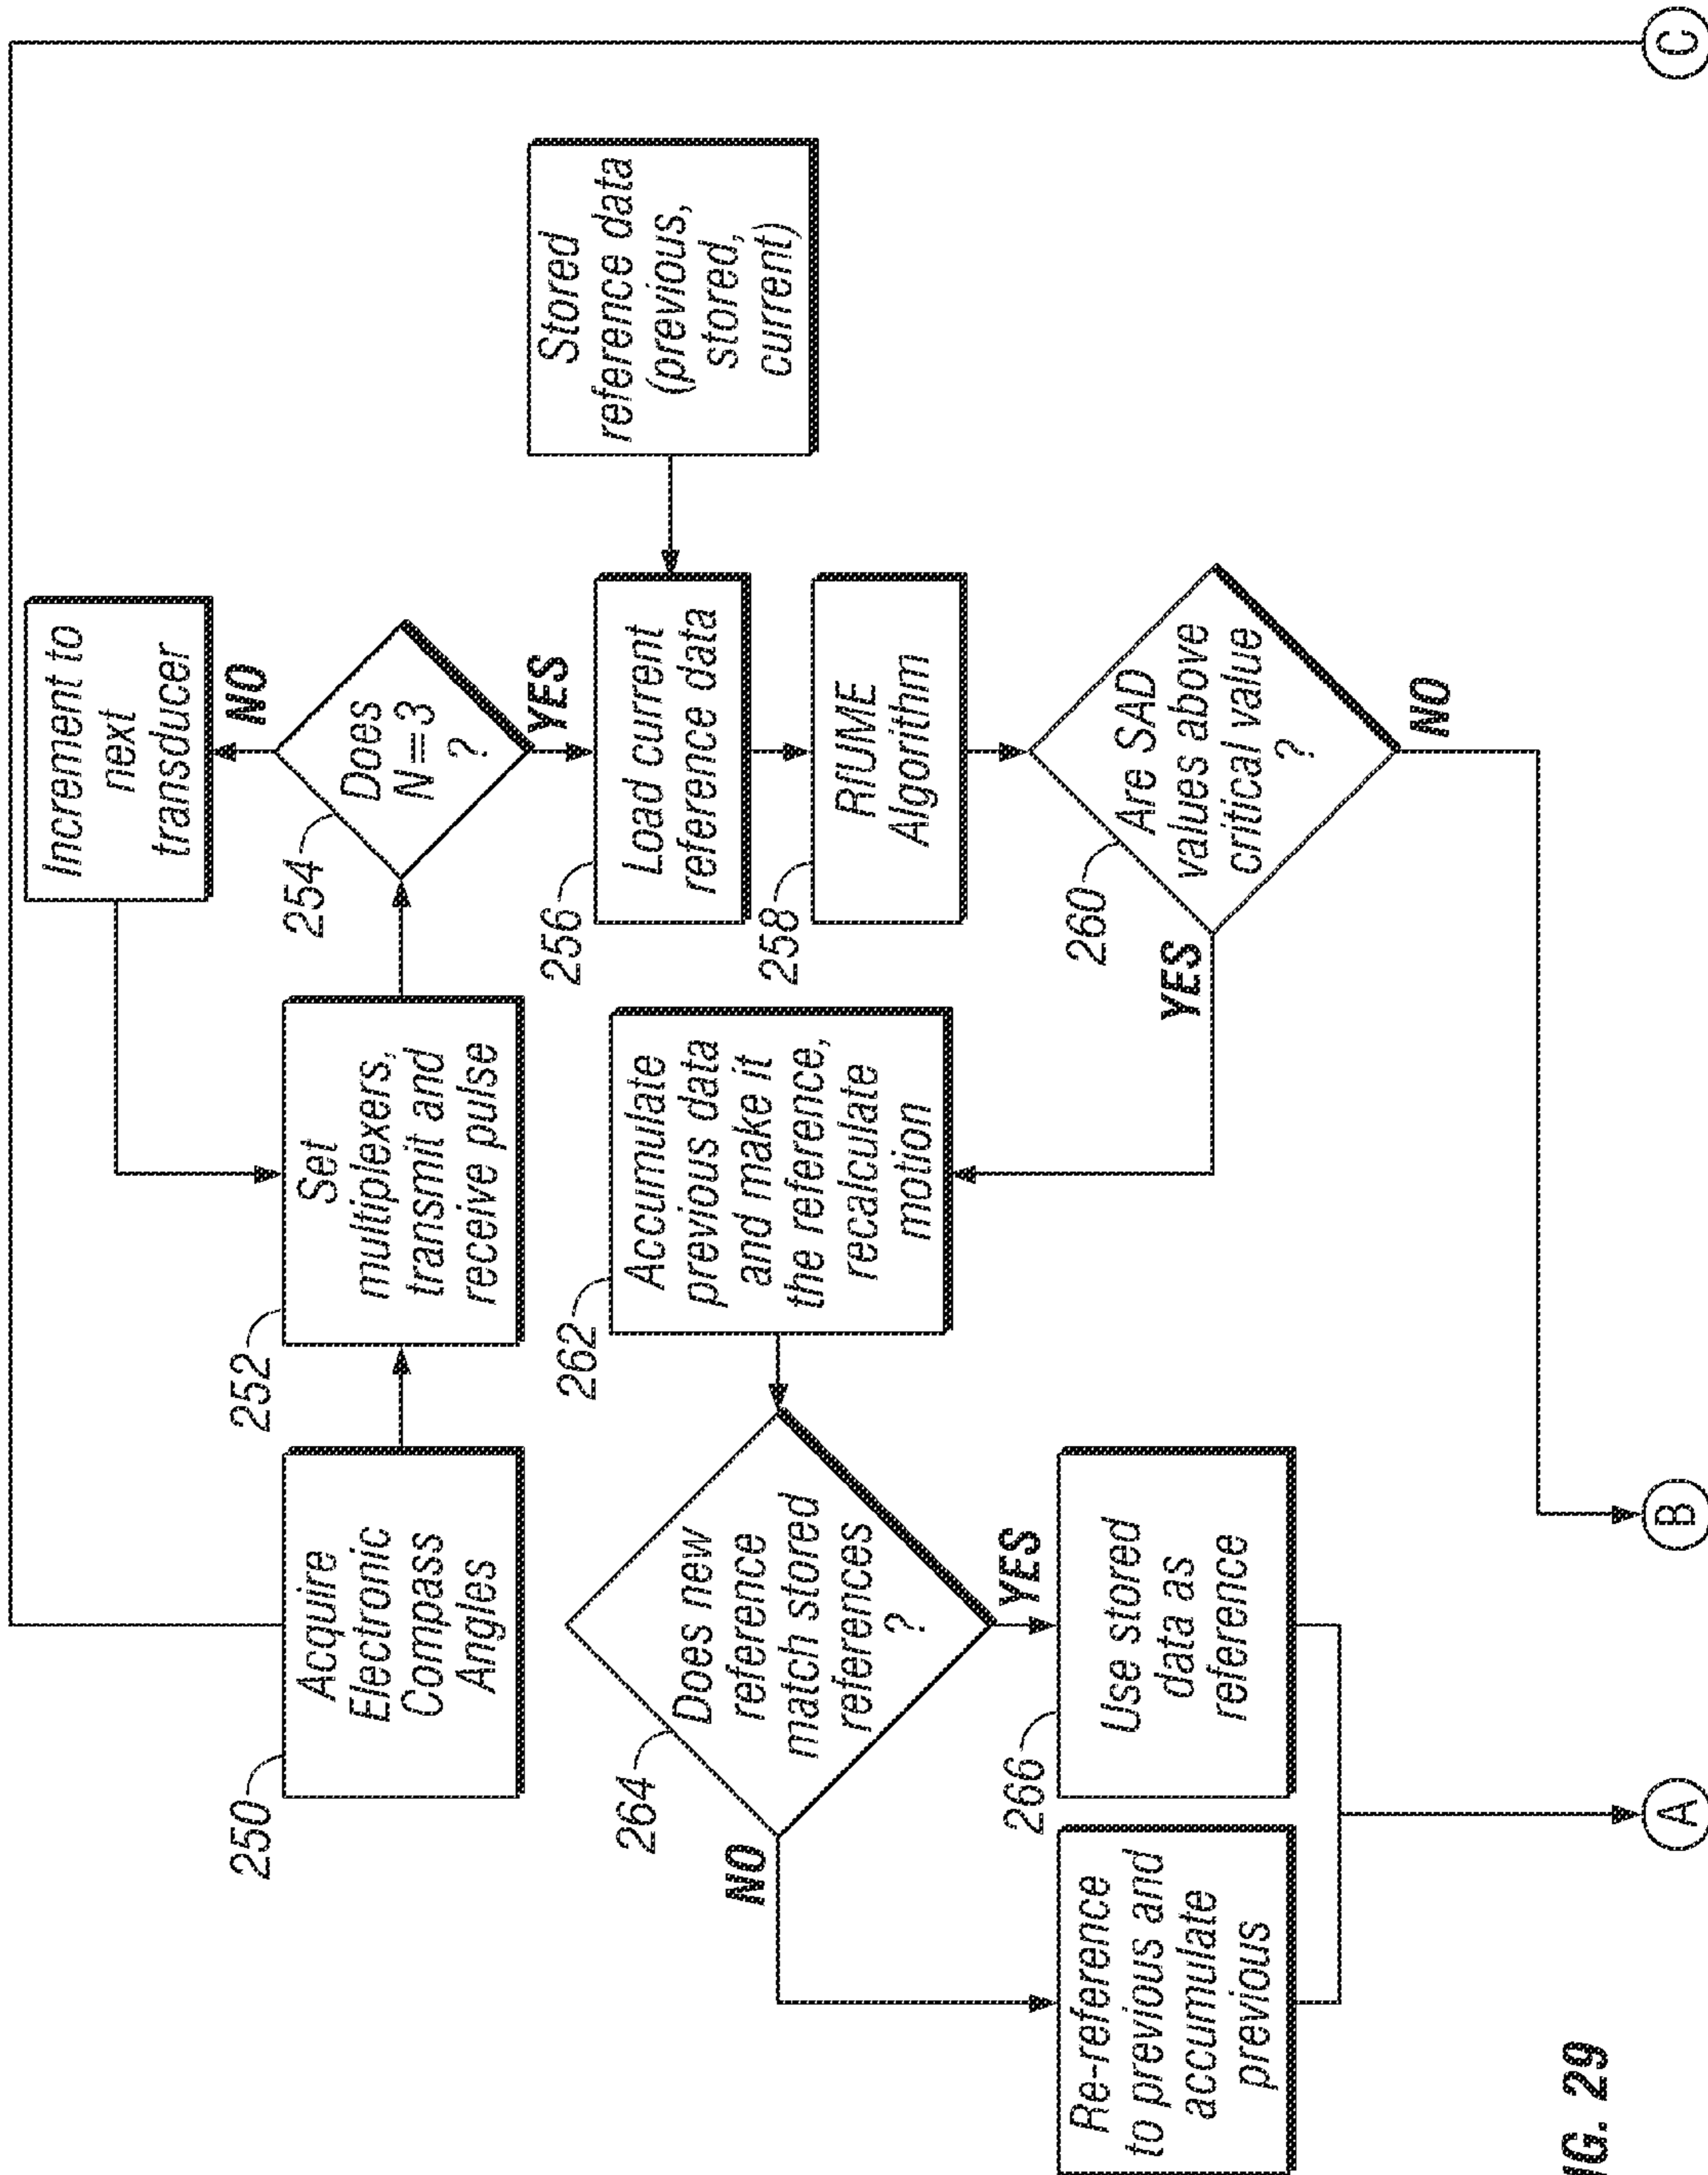 250
Acquire
Electronic
Compass
Angles
252
Set
multiplexers,
transmit and
receive pulse
254
Does
N==3
?
NO
Increment to
next
transducer
YES
256
Load current
reference data
Stored
reference data
(previous,
stored,
current)
258
RIUME
Algorithm
260
Are SAD
values above
critical value
?
NO
YES
262
Accumulate
previous data
and make it
the reference,
recalculate
motion
264
Does new
reference
match stored
references
?
NO
YES
266
Use stored
data as
reference
Re-reference
to previous and
accumulate
previous
A
B
C
IG. 29